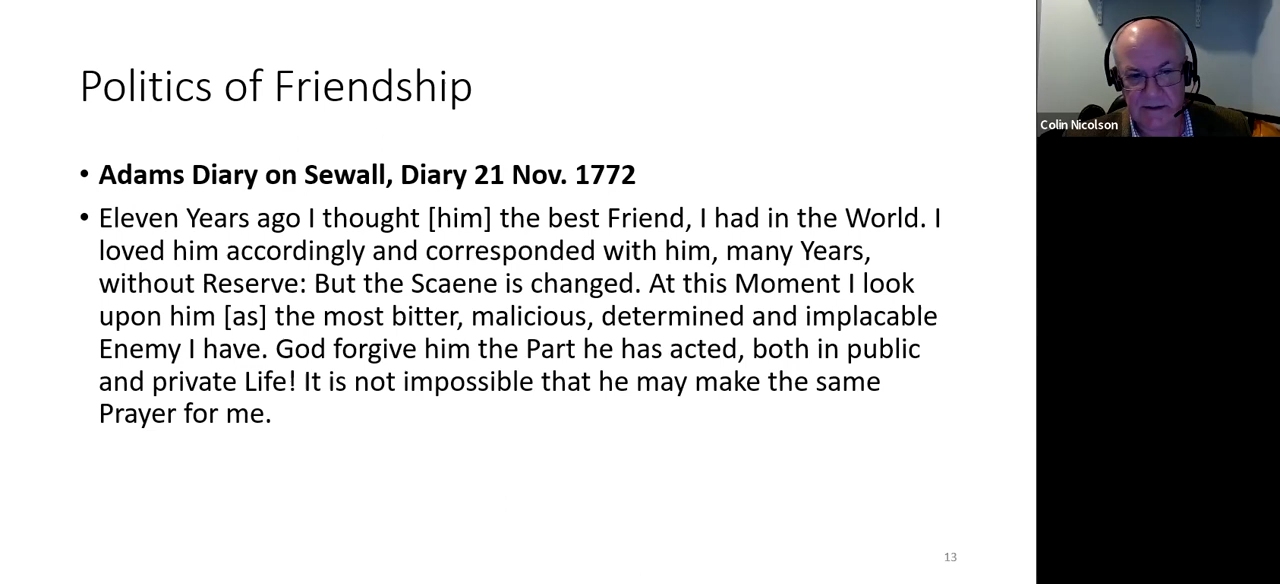 Politics of Friendship
• Adams Diary on Sewall, Diary 21 Nov. 1772
• Eleven Years ago I thought [him] the best Friend, I had in the World. I
loved him accordingly and corresponded with him, many Years,
without Reserve: But the Scaene is changed. At this Moment I look
upon him [as] the most bitter, malicious, determined and implacable
Enemy I have. God forgive him the Part he has acted, both in public
and private Life! It is not impossible that he may make the same
Prayer for me.
13
Colin Nicolson